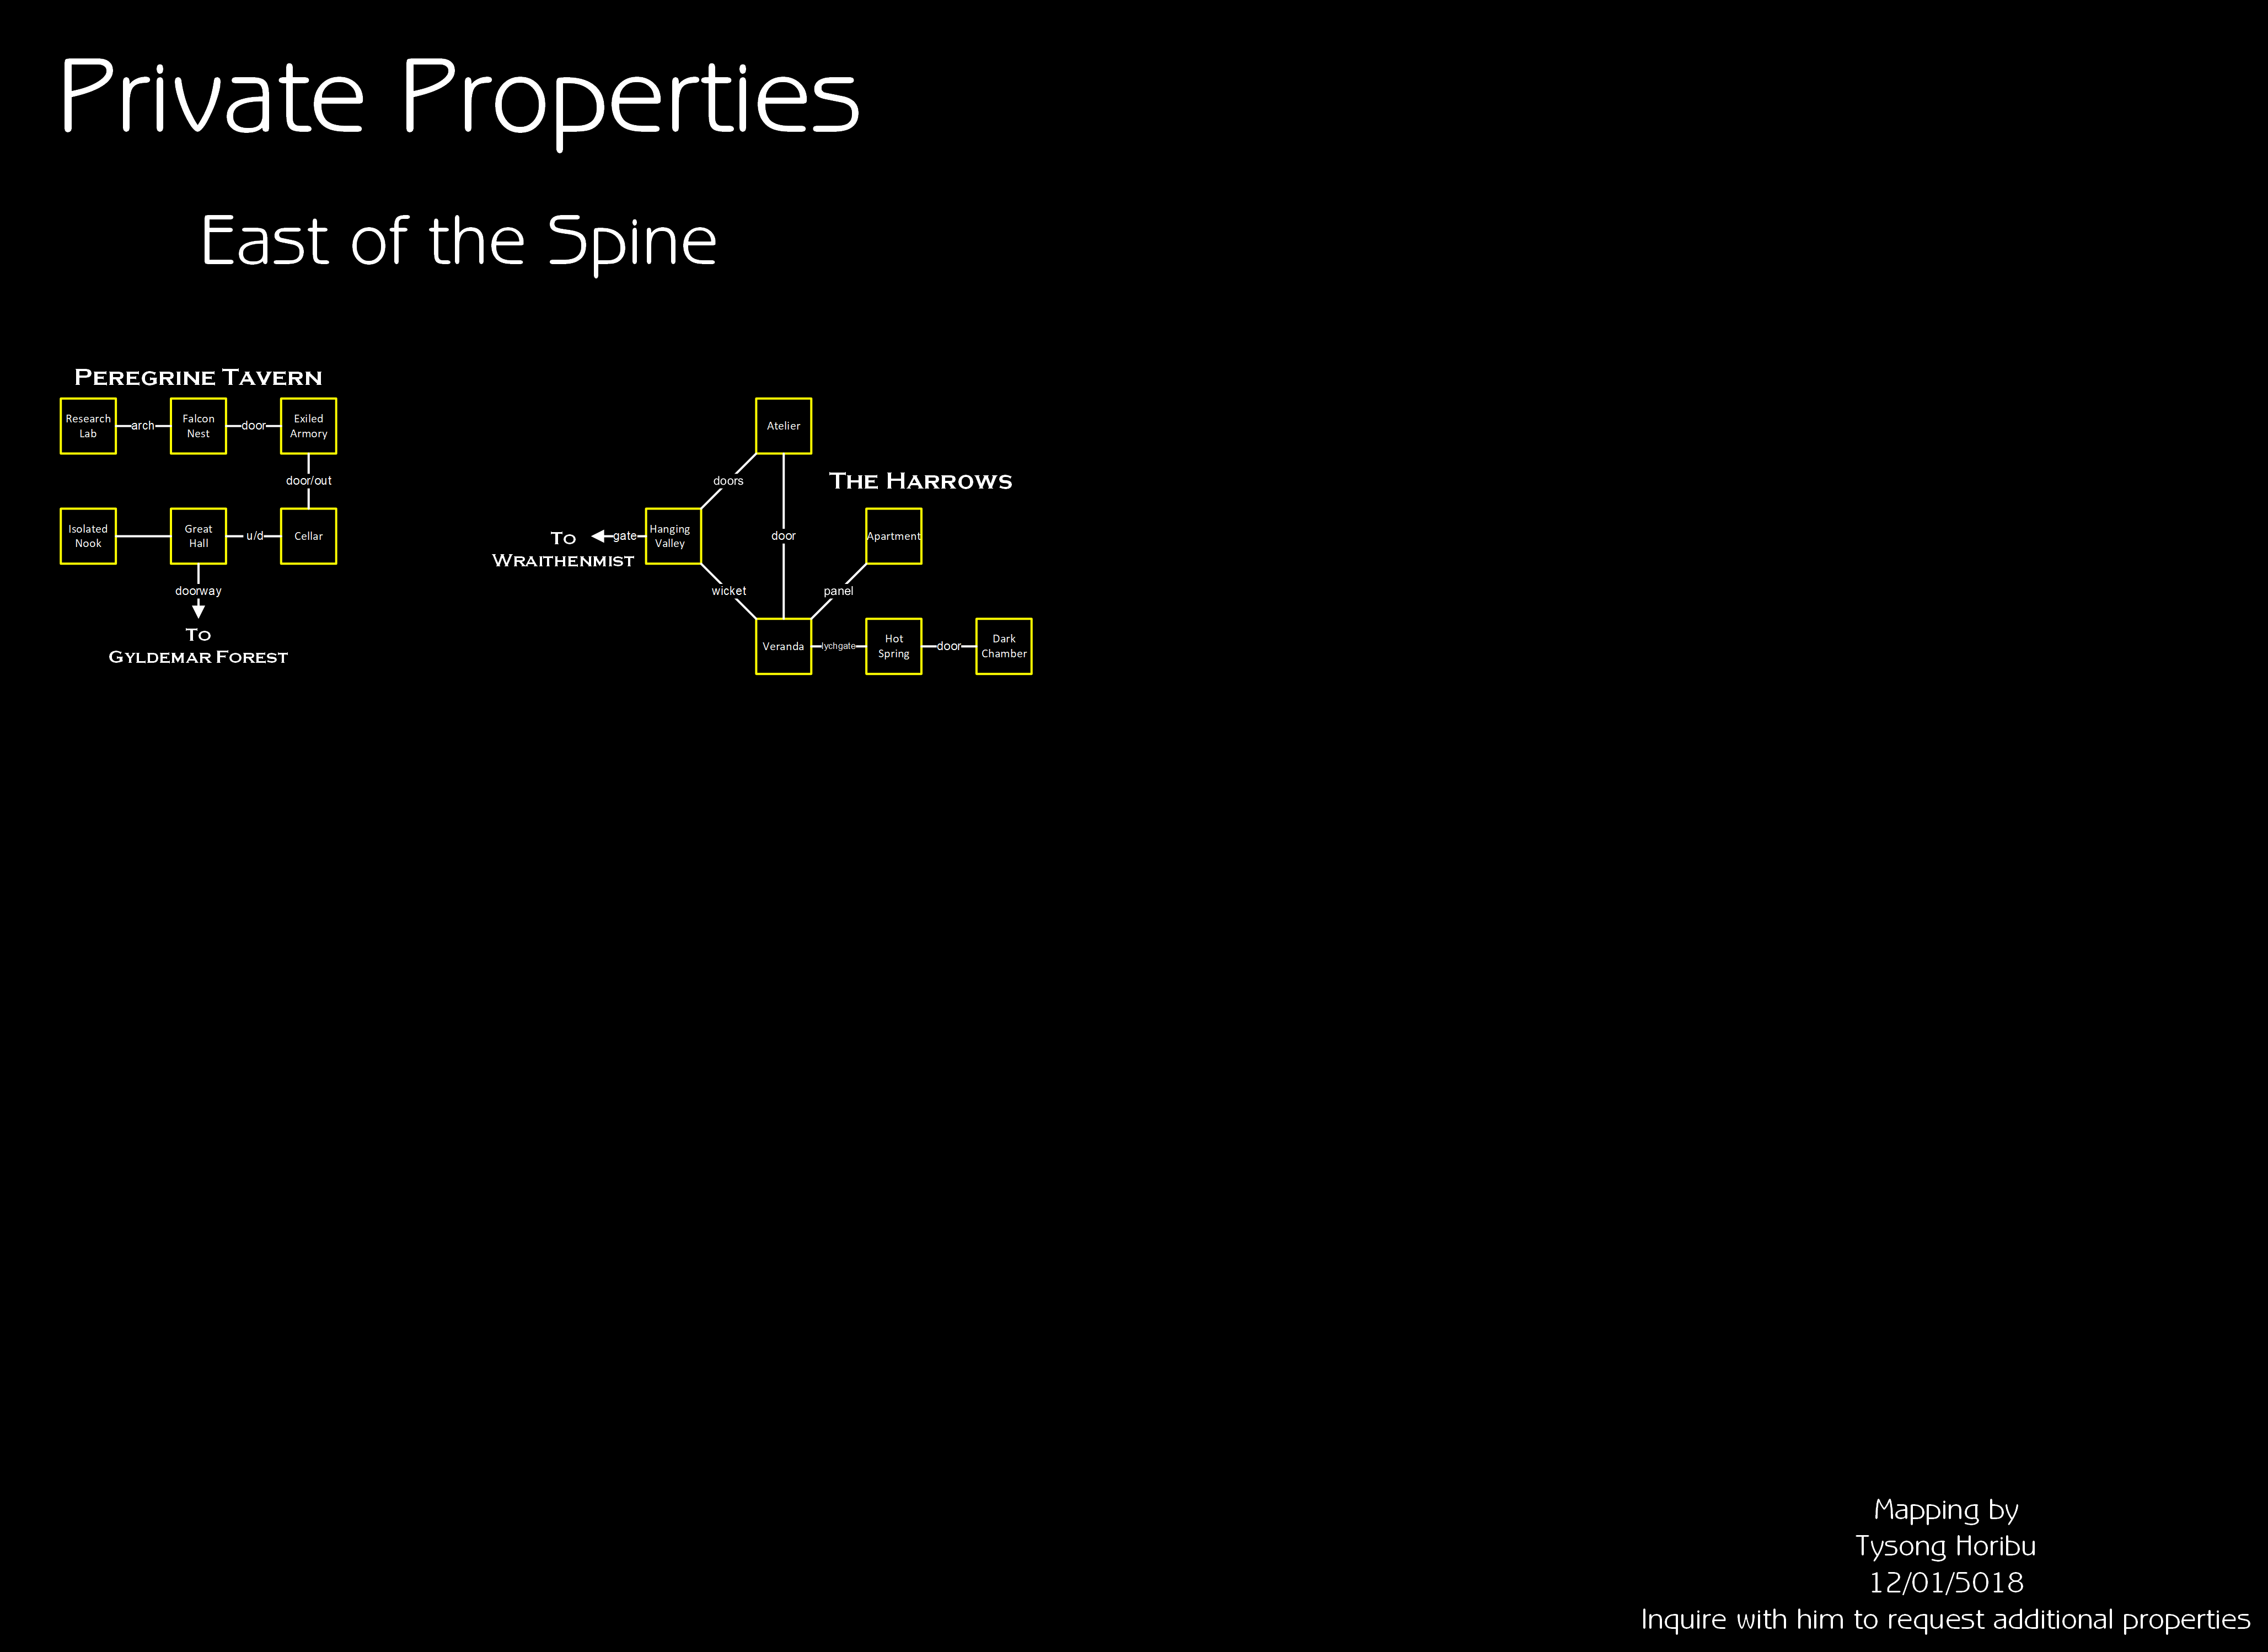 Private Properties
East of the Spine
Peregrine Tavern
Research
Lab
arch
Falcon
Nest
door
Exiled
Armory
door/out
Isolated
Nook
Great
Hall
u/d
Cellar
doorway
To
Gyldemar Forest
Atelier
doors
The Harrows
To
Wraithenmist
gate
Hanging
Valley
door
Apartment
wicket
panel
Veranda
lychgate
Hot
Spring
door
Dark
Chamber
Mapping by
Tysong Horibu
12/01/5018
Inquire with him to request additional properties